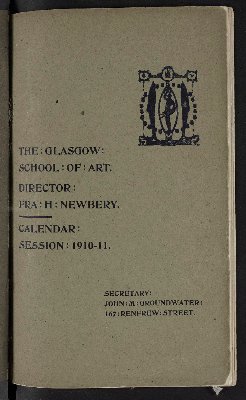 THE : GLASGOW :
SCHOOL : OF : ART.
DIRECTOR :
FRA : H : NEWBERY.
CALENDAR :
SESSION : 1910-11.
SECRETARY :
JOHN : M : GROUNDWATER :
167 : RENFREW : STREET.